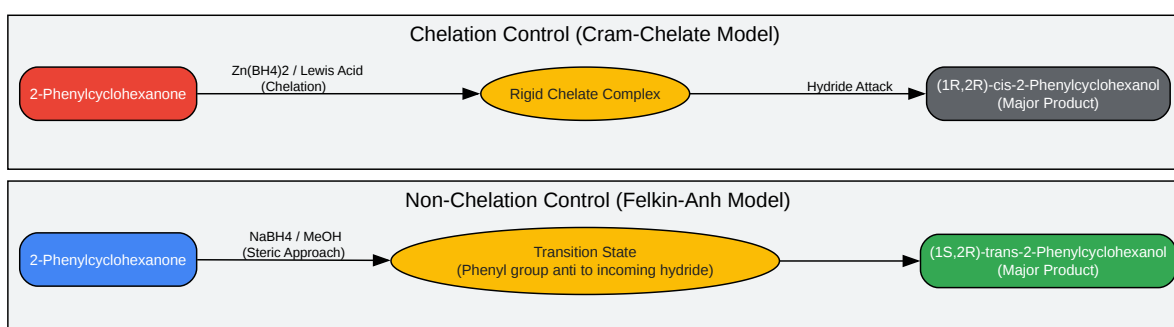 Chelation Control (Cram-Chelate Model)
2-Phenylcyclohexanone
Zn(BH4)2 / Lewis Acid
(Chelation)
Rigid Chelate Complex
Hydride Attack
(1R,2R)-cis-2-Phenylcyclohexanol
(Major Product)
Non-Chelation Control (Felkin-Anh Model)
2-Phenylcyclohexanone
NaBH4 / MeOH
(Steric Approach)
Transition State
(Phenyl group anti to incoming hydride)
(1S,2R)-trans-2-Phenylcyclohexanol
(Major Product)